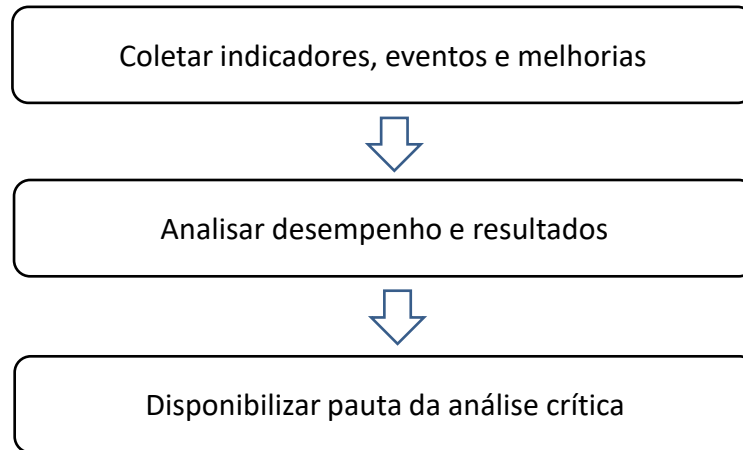 Coletar indicadores, eventos e melhorias
Analisar desempenho e resultados
Disponibilizar pauta da análise crítica